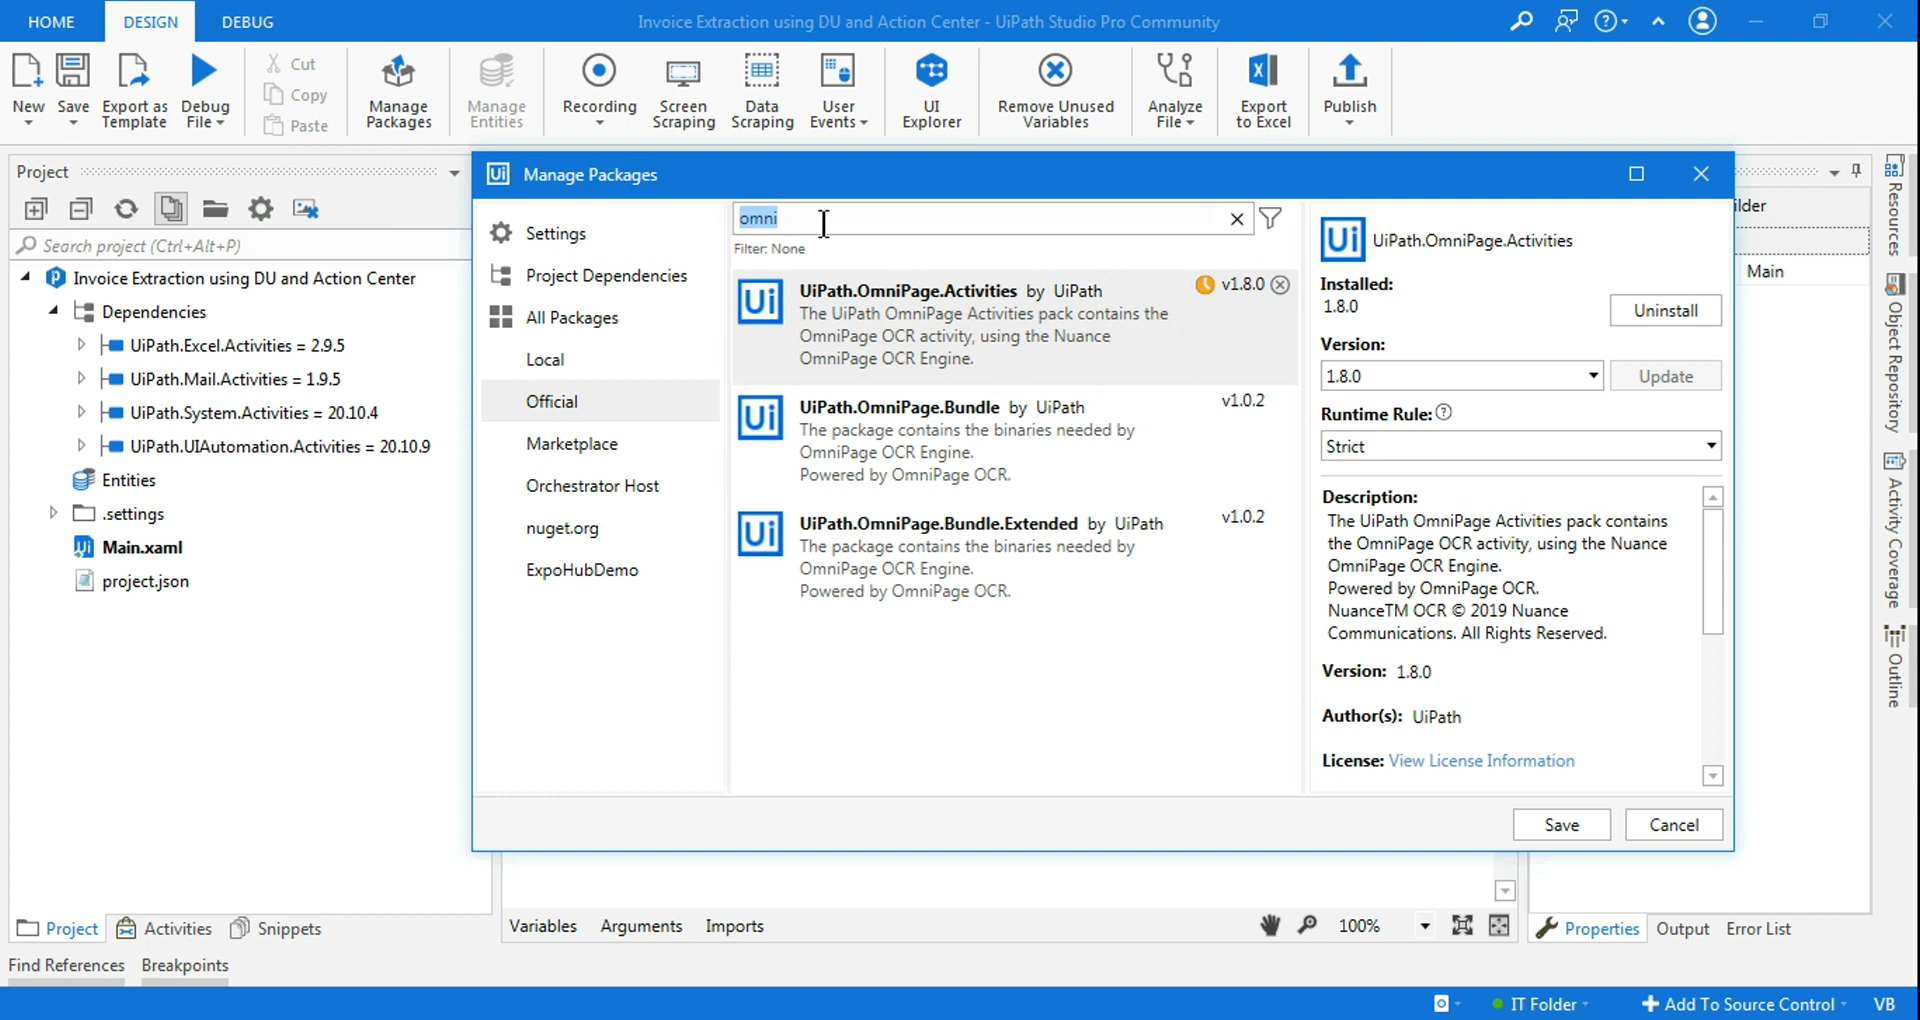 HOME DESIGN DEBUG Invoice Extraction using DU and Action Center - UiPath Studio Pro Community
New Save Export as Template Debug File Cut Copy Paste Manage Packages Manage Entities Recording Screen Scraping Data Scraping User Events UI Explorer Remove Unused Variables Analyze File Export to Excel Publish
Project
Search project (Ctrl+Alt+P)
Invoice Extraction using DU and Action Center
Dependencies
UiPath.Excel.Activities = 2.9.5
UiPath.Mail.Activities = 1.9.5
UiPath.System.Activities = 20.10.4
UiPath.UIAutomation.Activities = 20.10.9
Entities
.settings
Main.xaml
project.json
Ui Manage Packages
Settings
Project Dependencies
All Packages
Local
Official
Marketplace
Orchestrator Host
nuget.org
ExpoHubDemo
omni
Filter: None
Ui UiPath.OmniPage.Activities by UiPath v1.8.0
The UiPath OmniPage Activities pack contains the
OmniPage OCR activity, using the Nuance
OmniPage OCR Engine.
Ui UiPath.OmniPage.Bundle by UiPath v1.0.2
The package contains the binaries needed by
OmniPage OCR Engine.
Powered by OmniPage OCR.
Ui UiPath.OmniPage.Bundle.Extended by UiPath v1.0.2
The package contains the binaries needed by
OmniPage OCR Engine.
Powered by OmniPage OCR.
Ui UiPath.OmniPage.Activities
Installed:
1.8.0 Uninstall
Version:
1.8.0 Update
Runtime Rule:
Strict
Description:
The UiPath OmniPage Activities pack contains
the OmniPage OCR activity, using the Nuance
OmniPage OCR Engine.
Powered by OmniPage OCR.
NuanceTM OCR © 2019 Nuance
Communications. All Rights Reserved.
Version: 1.8.0
Author(s): UiPath
License: View License Information
Save Cancel
ilder
Main
Resources
Object Repository
Activity Coverage
Outline
Project Activities Snippets
Variables Arguments Imports 100%
Properties Output Error List
Find References Breakpoints
IT Folder Add To Source Control VB